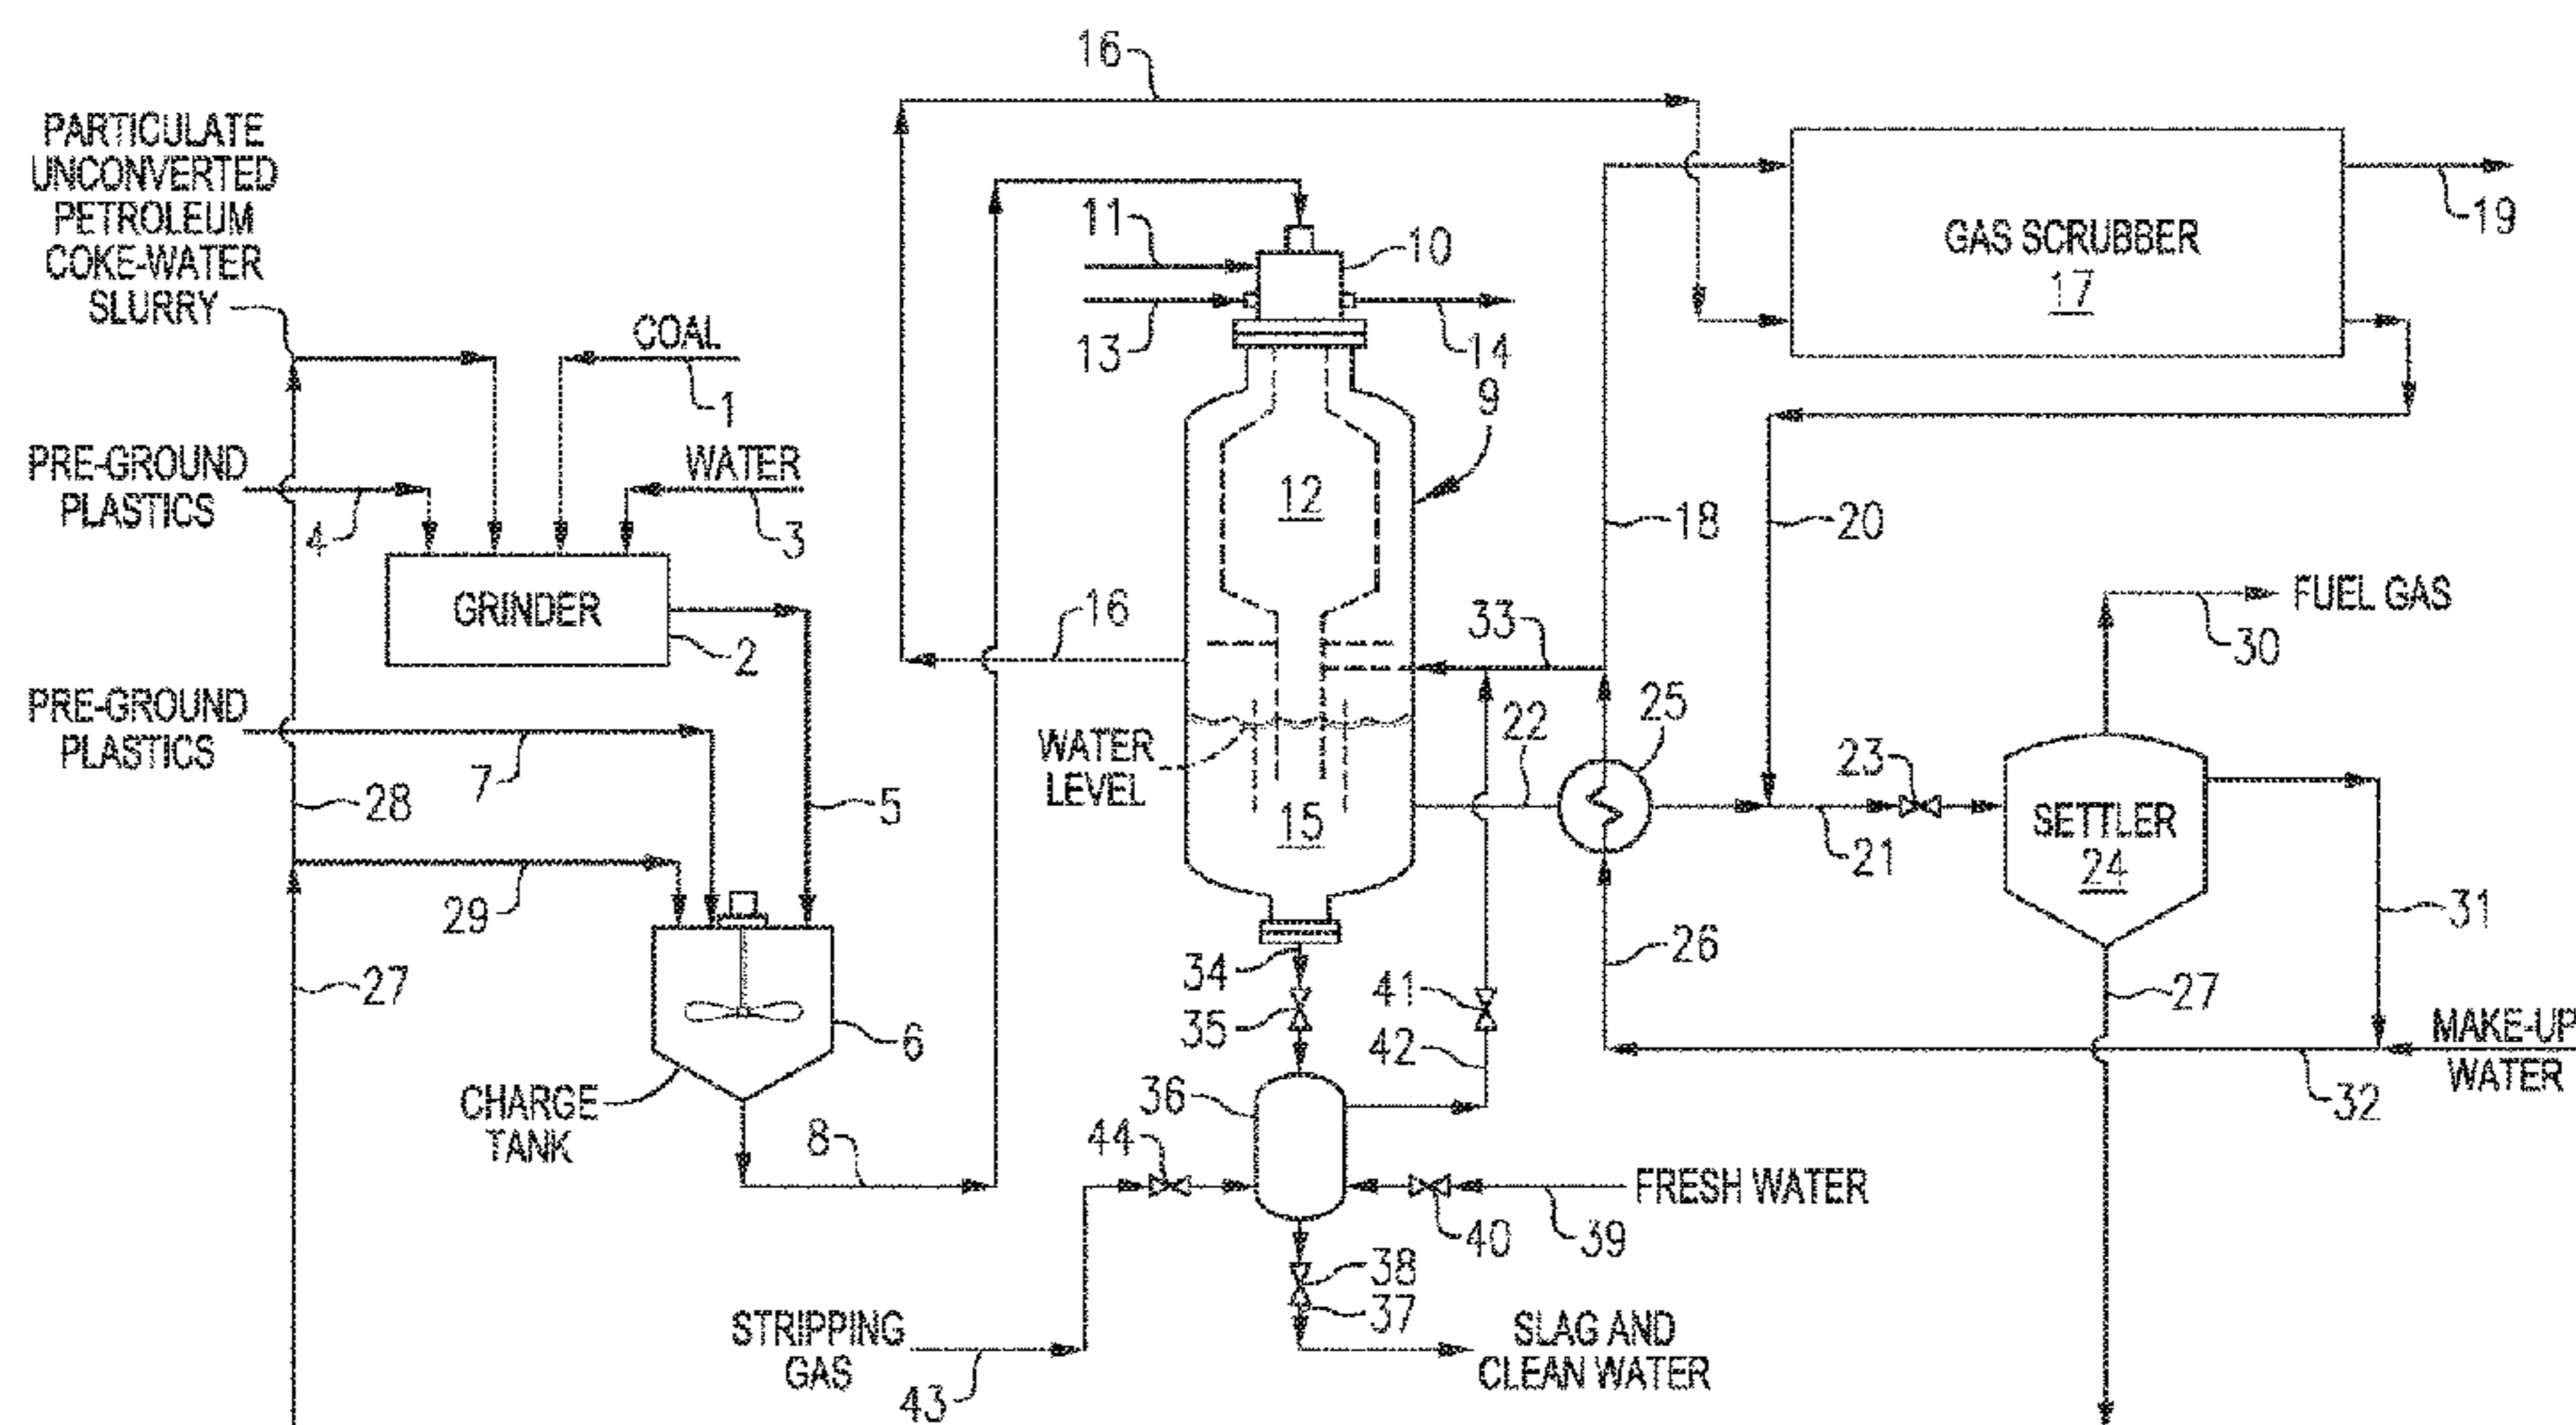 16
PARTICULATE
UNCONVERTED
PETROLEUM
COKE-WATER
SLURRY
COAL
1
PRE-GROUND
PLASTICS
4
WATER
3
GRINDER
2
PRE-GROUND
PLASTICS
7
28
5
29
27
6
CHARGE
TANK
8
11
10
13
14
9
12
16
33
WATER
LEVEL
15
22
25
18
GAS SCRUBBER
17
19
20
23
21
SETTLER
24
FUEL GAS
30
31
26
27
MAKE-UP
WATER
32
34
35
41
42
36
44
FRESH WATER
40
39
38
37
STRIPPING
GAS
43
SLAG AND
CLEAN WATER